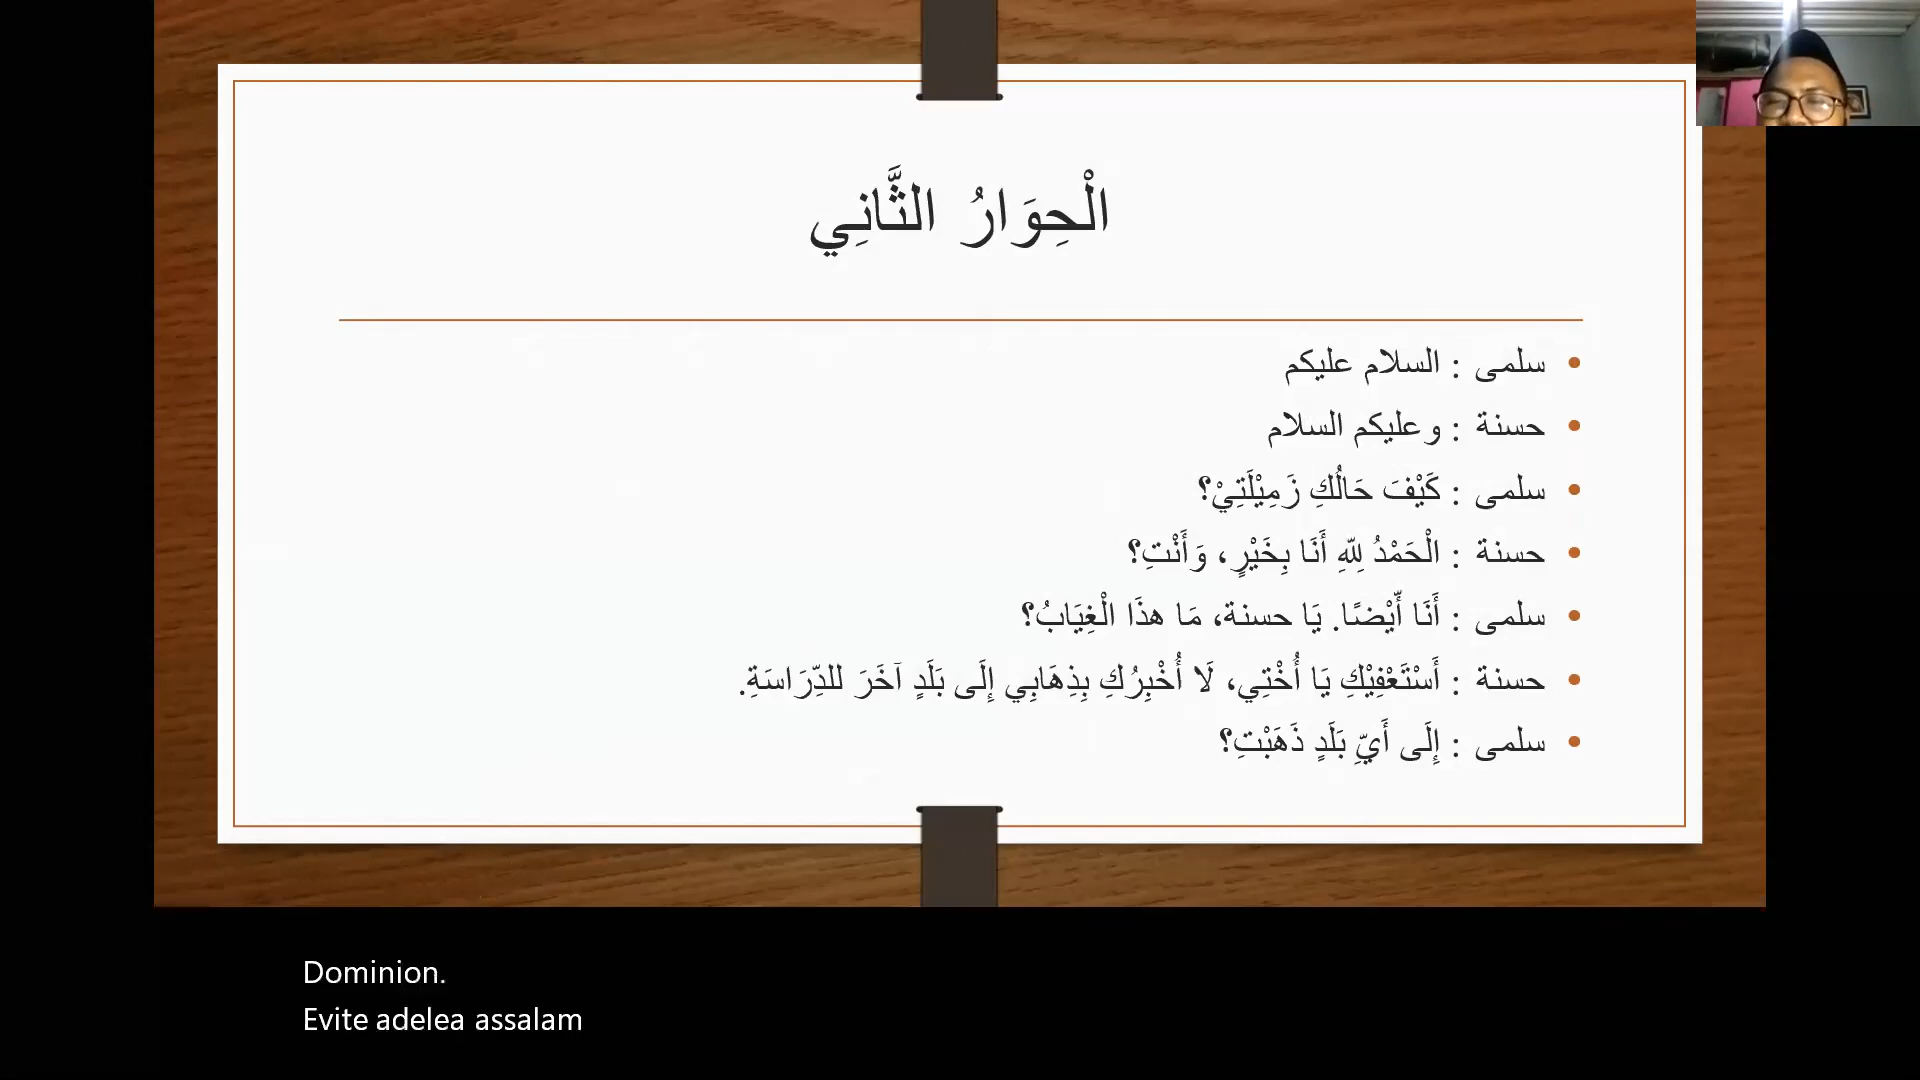 الْحِوَارُ الثَّانِي
سلمى : السلام عليكم
حسنة : وعليكم السلام
سلمى : كَيْفَ حَالُكِ زَمِيْلَتِيْ؟
حسنة : الْحَمْدُ لِلّهِ أَنَا بِخَيْرٍ، وَأَنْتِ؟
سلمى : أَنَا أَيْضًا. يَا حسنة، مَا هذَا الْغِيَابُ؟
حسنة : أَسْتَعْفِيْكِ يَا أُخْتِي، لَا أُخْبِرُكِ بِذِهَابِي إِلَى بَلَدٍ آخَرَ للدِّرَاسَةِ.
سلمى : إِلَى أَيِّ بَلَدٍ ذَهَبْتِ؟
Dominion.
Evite adelea assalam